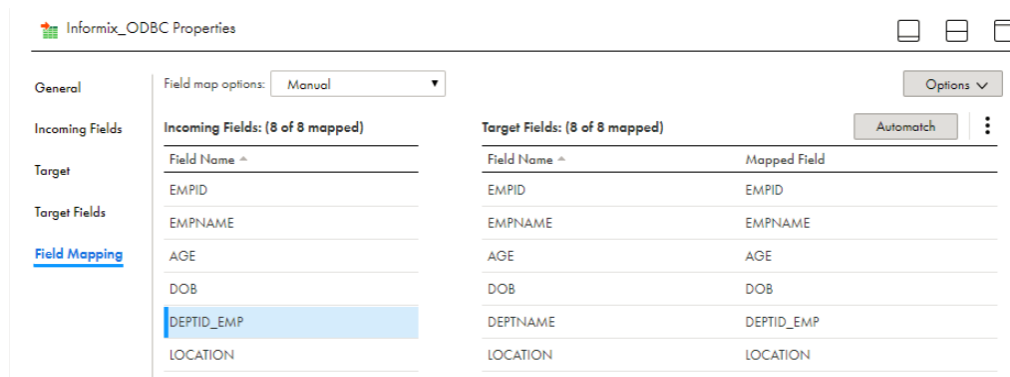 Informix_ODBC Properties
General
Incoming Fields
Target
Target Fields
Field Mapping
Field map options: Manual
Options
Incoming Fields: (8 of 8 mapped)
Field Name
EMPID
EMPNAME
AGE
DOB
DEPTID_EMP
LOCATION
Target Fields: (8 of 8 mapped)
Automatch
Field Name Mapped Field
EMPID EMPID
EMPNAME EMPNAME
AGE AGE
DOB DOB
DEPTNAME DEPTID_EMP
LOCATION LOCATION